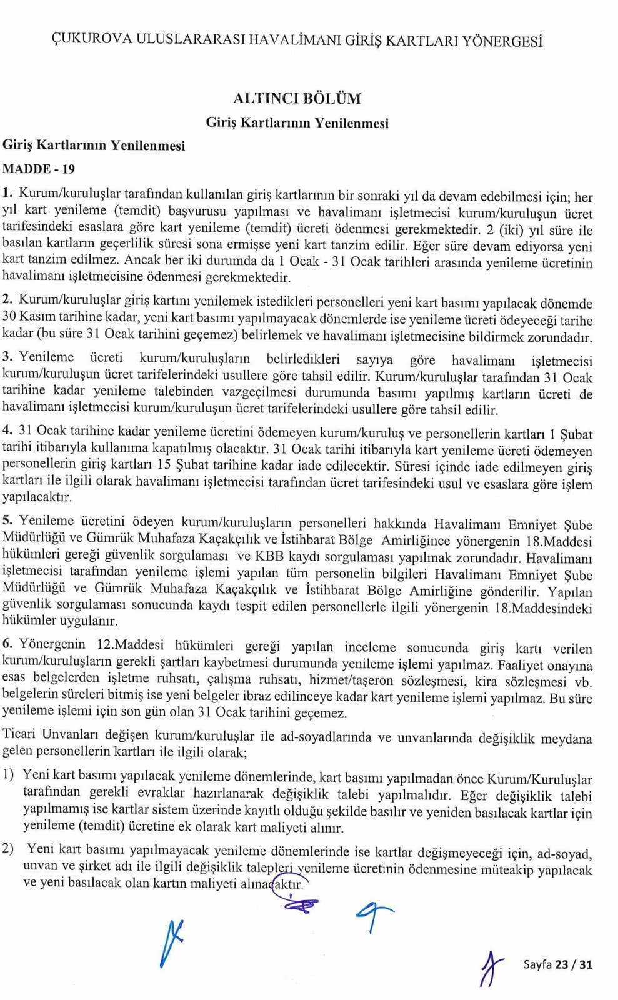 ÇUKUROVA ULUSLARARASI HAVALİMANI GİRİŞ KARTLARI YÖNERGESİ
ALTINCI BÖLÜM
Giriş Kartlarının Yenilenmesi
Giriş Kartlarının Yenilenmesi
MADDE - 19
1. Kurum/kuruluşlar tarafından kullanılan giriş kartlarının bir sonraki yıl da devam edebilmesi için; her
yıl kart yenileme (temdit) başvurusu yapılması ve havalimanı işletmecisi kurum/kuruluşun ücret
tarifesindeki esaslara göre kart yenileme (temdit) ücreti ödenmesi gerekmektedir. 2 (iki) yıl süre ile
basılan kartların geçerlilik süresi sona ermişse yeni kart tanzim edilir. Eğer süre devam ediyorsa yeni
kart tanzim edilmez. Ancak her iki durumda da 1 Ocak - 31 Ocak tarihleri arasında yenileme ücretinin
havalimanı işletmecisine ödenmesi gerekmektedir.
2. Kurum/kuruluşlar giriş kartını yenilemek istedikleri personelleri yeni kart basımı yapılacak dönemde
30 Kasım tarihine kadar, yeni kart basımı yapılmayacak dönemlerde ise yenileme ücreti ödeyeceği tarihe
kadar (bu süre 31 Ocak tarihini geçemez) belirlemek ve havalimanı işletmecisine bildirmek zorundadır.
3. Yenileme ücreti kurum/kuruluşların belirledikleri sayıya göre havalimanı işletmecisi
kurum/kuruluşun ücret tarifelerindeki usullere göre tahsil edilir. Kurum/kuruluşlar tarafından 31 Ocak
tarihine kadar yenileme talebinden vazgeçilmesi durumunda basımı yapılmış kartların ücreti de
havalimanı işletmecisi kurum/kuruluşun ücret tarifelerindeki usullere göre tahsil edilir.
4. 31 Ocak tarihine kadar yenileme ücretini ödemeyen kurum/kuruluş ve personellerin kartları 1 Şubat
tarihi itibarıyla kullanıma kapatılmış olacaktır. 31 Ocak tarihi itibarıyla kart yenileme ücreti ödemeyen
personellerin giriş kartları 15 Şubat tarihine kadar iade edilecektir. Süresi içinde iade edilmeyen giriş
kartları ile ilgili olarak havalimanı işletmecisi tarafından ücret tarifesindeki usul ve esaslara göre işlem
yapılacaktır.
5. Yenileme ücretini ödeyen kurum/kuruluşların personelleri hakkında Havalimanı Emniyet Şube
Müdürlüğü ve Gümrük Muhafaza Kaçakçılık ve İstihbarat Bölge Amirliğince yönergenin 18.Maddesi
hükümleri gereği güvenlik sorgulaması ve KBB kaydı sorgulaması yapılmak zorundadır. Havalimanı
işletmecisi tarafından yenileme işlemi yapılan tüm personelin bilgileri Havalimanı Emniyet Şube
Müdürlüğü ve Gümrük Muhafaza Kaçakçılık ve İstihbarat Bölge Amirliğine gönderilir. Yapılan
güvenlik sorgulaması sonucunda kaydı tespit edilen personellerle ilgili yönergenin 18.Maddesindeki
hükümler uygulanır.
6. Yönergenin 12.Maddesi hükümleri gereği yapılan inceleme sonucunda giriş kartı verilen
kurum/kuruluşların gerekli şartları kaybetmesi durumunda yenileme işlemi yapılmaz. Faaliyet onayına
esas belgelerden işletme ruhsatı, çalışma ruhsatı, hizmet/taşeron sözleşmesi, kira sözleşmesi vb.
belgelerin süreleri bitmiş ise yeni belgeler ibraz edilinceye kadar kart yenileme işlemi yapılmaz. Bu süre
yenileme işlemi için son gün olan 31 Ocak tarihini geçemez.
Ticari Unvanları değişen kurum/kuruluşlar ile ad-soyadlarında ve unvanlarında değişiklik meydana
gelen personellerin kartları ile ilgili olarak;
1) Yeni kart basımı yapılacak yenileme dönemlerinde, kart basımı yapılmadan önce Kurum/Kuruluşlar
tarafından gerekli evraklar hazırlanarak değişiklik talebi yapılmalıdır. Eğer değişiklik talebi
yapılmamış ise kartlar sistem üzerinde kayıtlı olduğu şekilde basılır ve yeniden basılacak kartlar için
yenileme (temdit) ücretine ek olarak kart maliyeti alınır.
2) Yeni kart basımı yapılmayacak yenileme dönemlerinde ise kartlar değişmeyeceği için, ad-soyad,
unvan ve şirket adı ile ilgili değişiklik talepleri yenileme ücretinin ödenmesine müteakip yapılacak
ve yeni basılacak olan kartın maliyeti alınacaktır.
Sayfa 23 / 31